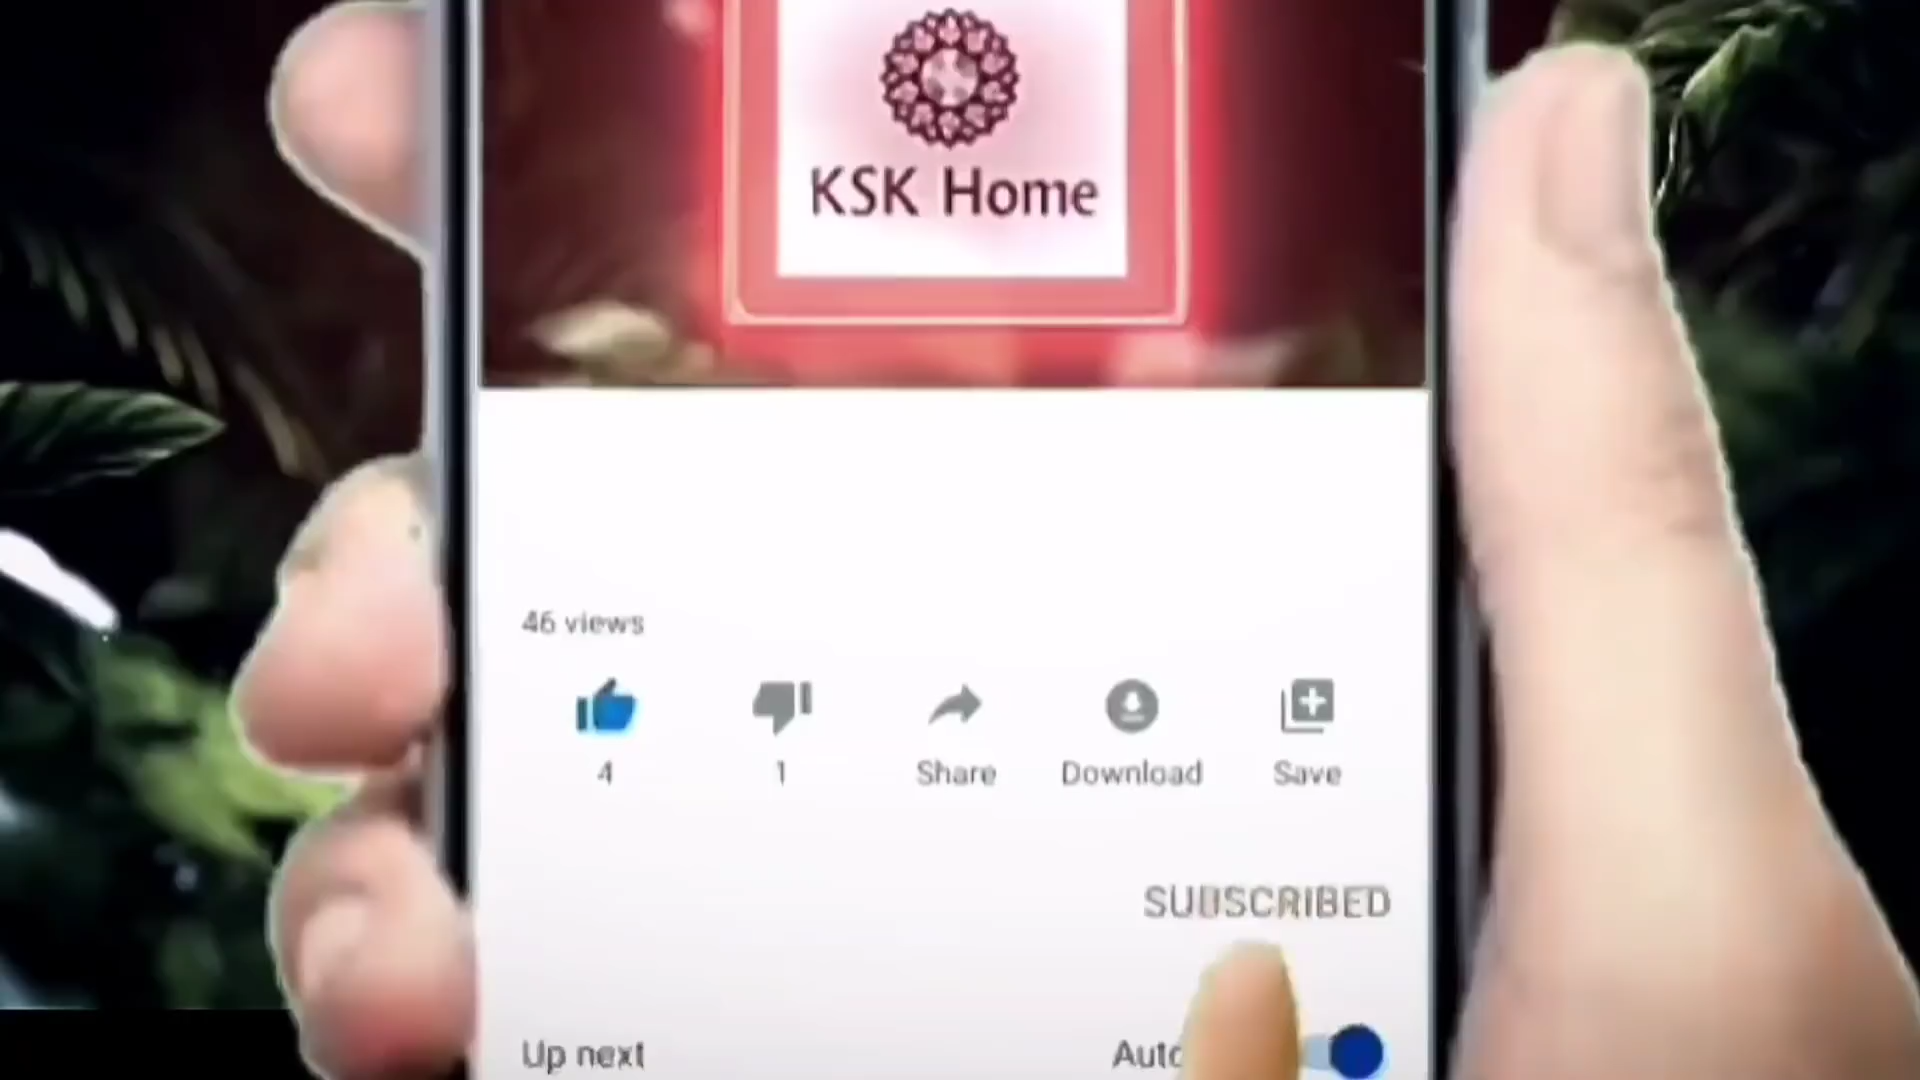 KSK Home
46 views
4
1
Share
Download
Save
SUBSCRIBED
Up next